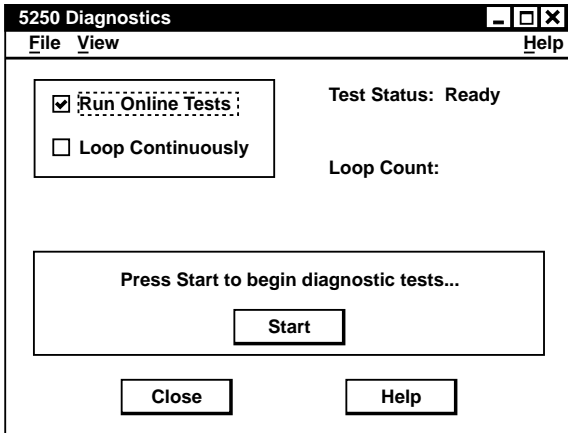 5250 Diagnostics
File View Help
Run Online Tests
Test Status: Ready
Loop Continuously
Loop Count:
Press Start to begin diagnostic tests...
Start
Close Help